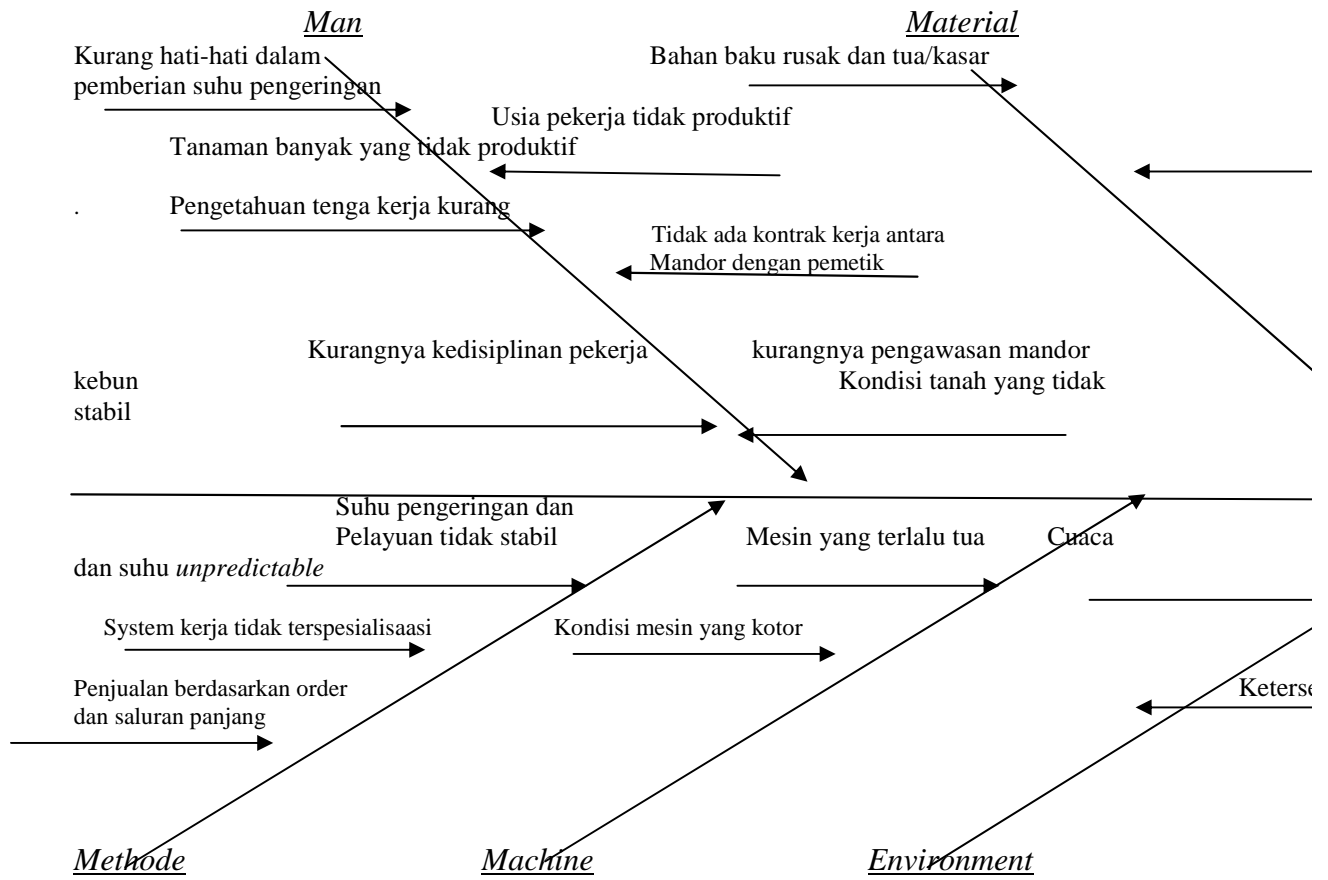 Man
Material
Kurang hati-hati dalam
Bahan baku rusak dan tua/kasar
pemberian suhu pengeringan
Usia pekerja tidak produktif
Tanaman banyak yang tidak produktif
. Pengetahuan tenga kerja kurang
Tidak ada kontrak kerja antara
Mandor dengan pemetik
Kurangnya kedisiplinan pekerja
kurangnya pengawasan mandor
kebun
Kondisi tanah yang tidak
stabil
Suhu pengeringan dan
Pelayuan tidak stabil
Mesin yang terlalu tua
Cuaca
dan suhu unpredictable
System kerja tidak terspesialisaasi
Kondisi mesin yang kotor
Penjualan berdasarkan order
dan saluran panjang
Methode
Machine
Environment